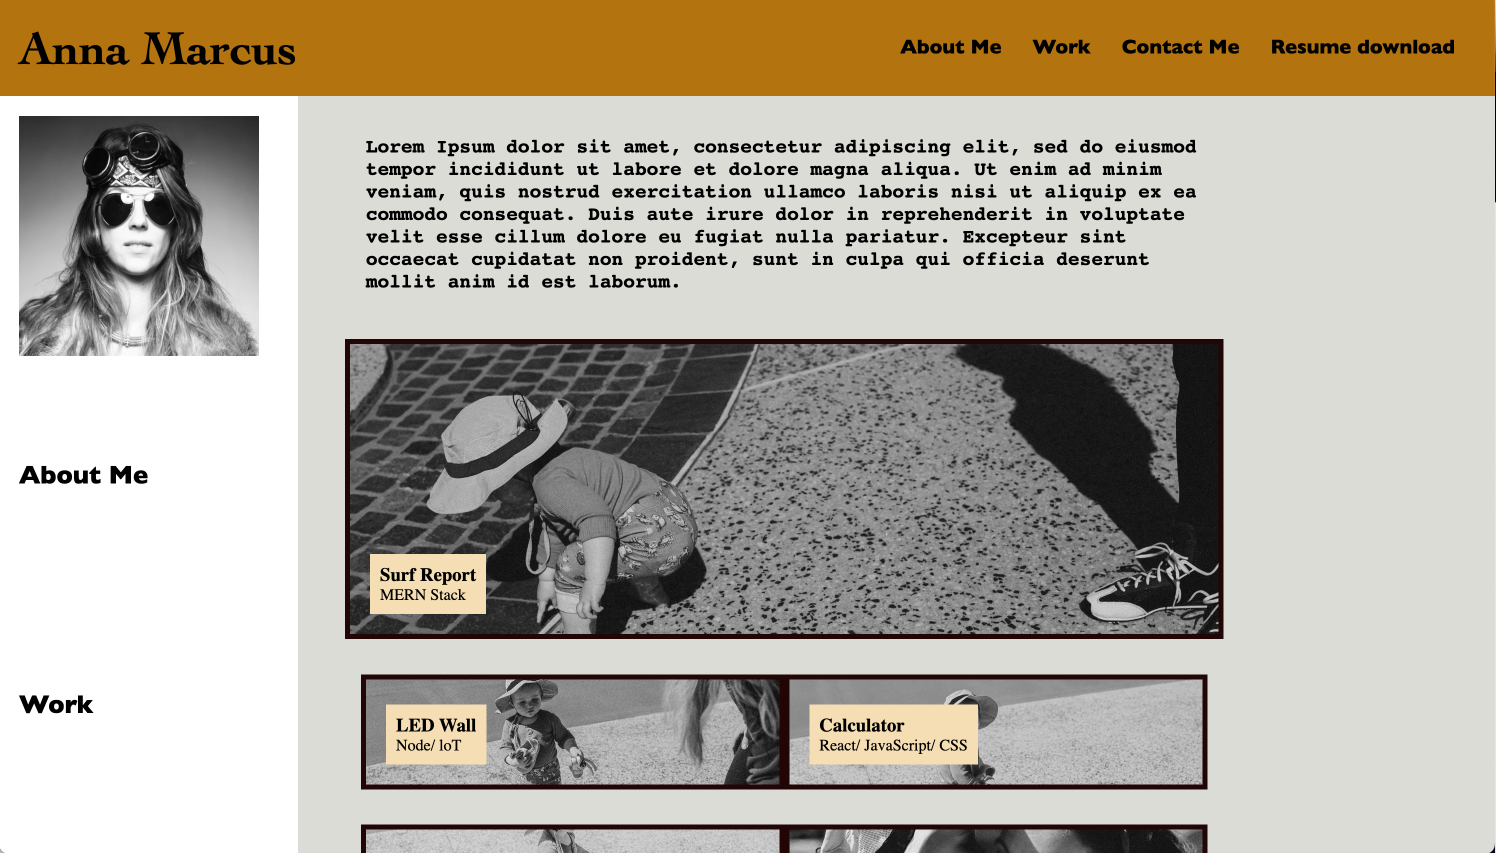 Anna Marcus
About Me
Work
Contact Me
Resume download
Lorem Ipsum dolor sit amet, consectetur adipiscing elit, sed do eiusmod
tempor incididunt ut labore et dolore magna aliqua. Ut enim ad minim
veniam, quis nostrud exercitation ullamco laboris nisi ut aliquip ex ea
commodo consequat. Duis aute irure dolor in reprehenderit in voluptate
velit esse cillum dolore eu fugiat nulla pariatur. Excepteur sint
occaecat cupidatat non proident, sunt in culpa qui officia deserunt
mollit anim id est laborum.
About Me
Surf Report
MERN Stack
Work
LED Wall
Node/ loT
Calculator
React/ JavaScript/ CSS